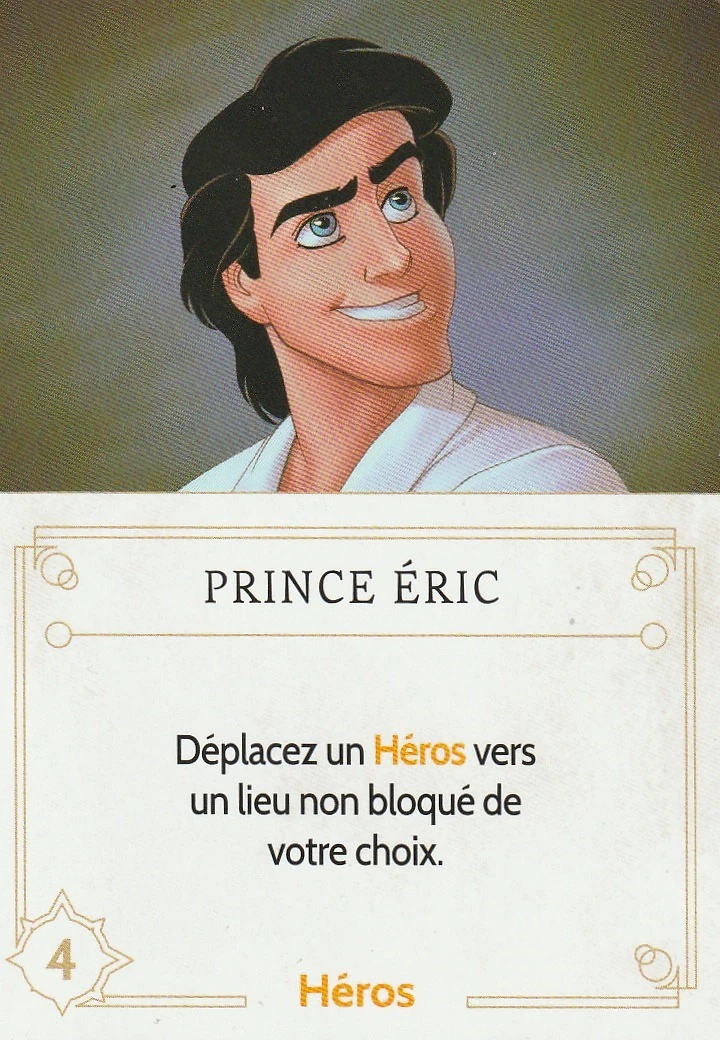 PRINCE ÉRIC
Déplacez un Héros vers
un lieu non bloqué de
votre choix.
4
Héros